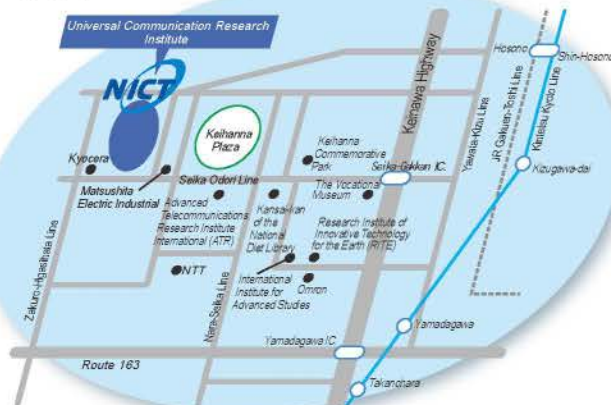 Universal Communication Research
Institute
NICT
Keihanna
Plaza
Kyocera
Matsushita
Electric Industrial
Seika Odori Line
Advanced
Telecommunications
Research Institute
International (ATR)
NTT
Keihanna
Commemorative
Park
Kansai-kan
of the
National
Diet Library
The Vocational
Museum
Research Institute of
Innovative Technology
for the Earth (RITE)
International
Institute for
Advanced Studies
Omron
Keinawa Highway
Seika-Gakken IC.
Yawata-Kizu Line
JR Gakuen-Toshi Line
Kintetsu Kyoto Line
Hosono
Shin-Hosono
Kizugawa-dai
Nara-Seika Line
Yamadagawa
Yamadagawa IC.
Route 163
Takanohara